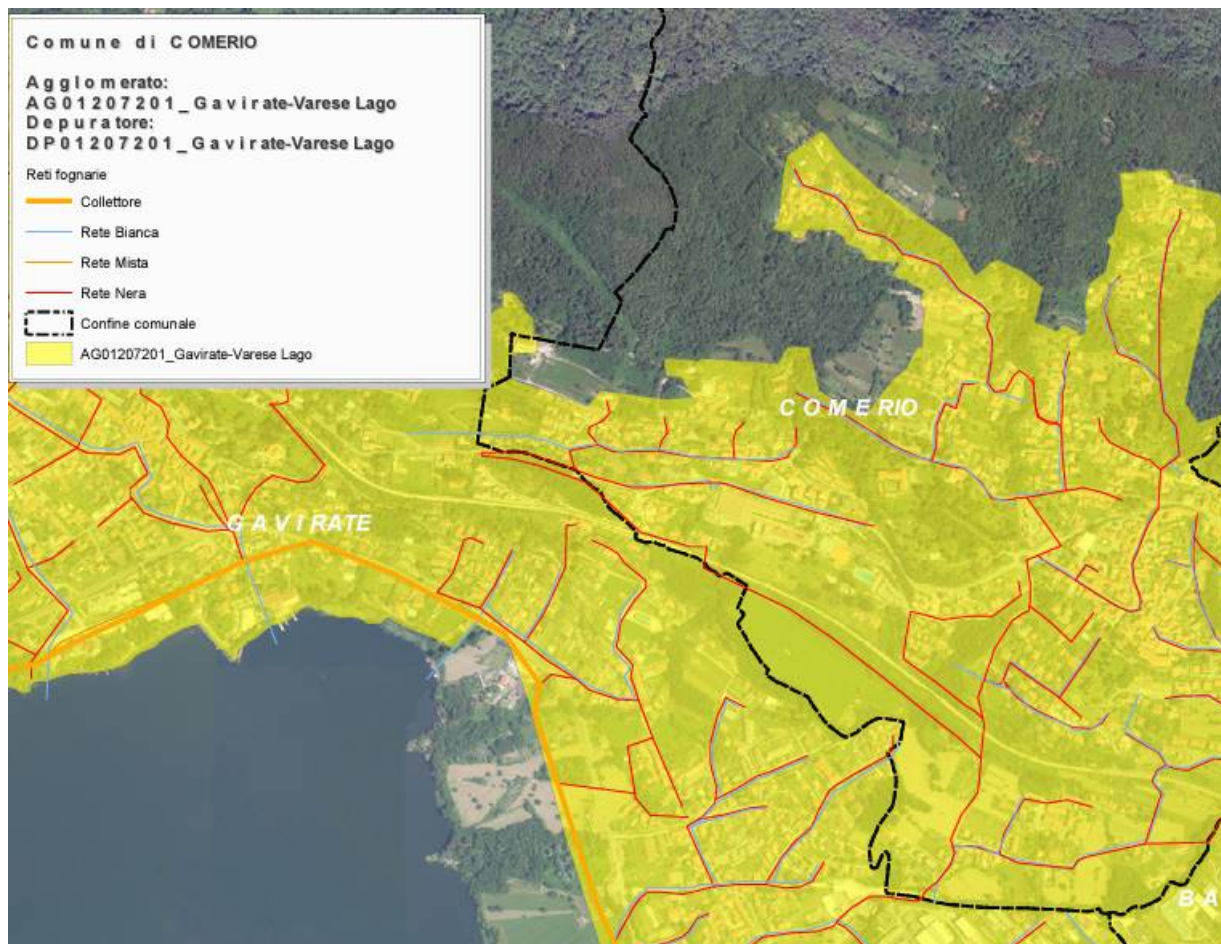 Comune di COMERIO
Agglomerato:
AG01207201_Gavirate-Varese Lago
Depuratore:
DP01207201_Gavirate-Varese Lago
Reti fognarie
Collettore
Rete Bianca
Rete Mista
Rete Nera
Confine comunale
AG01207201_Gavirate-Varese Lago
COMERIO
GAVIRATE
BA